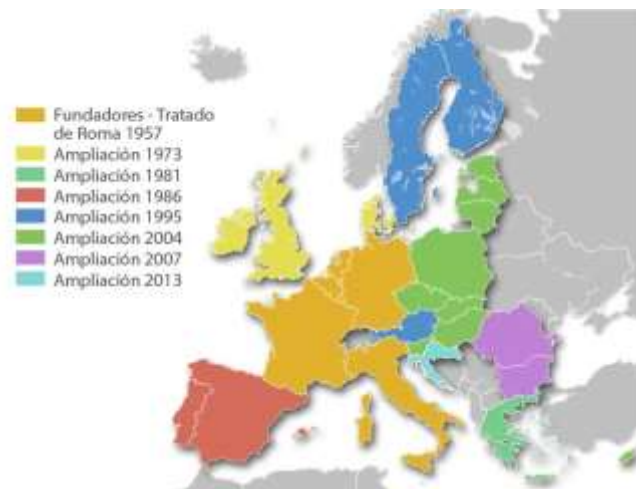 Fundadores - Tratado
de Roma 1957
Ampliación 1973
Ampliación 1981
Ampliación 1986
Ampliación 1995
Ampliación 2004
Ampliación 2007
Ampliación 2013